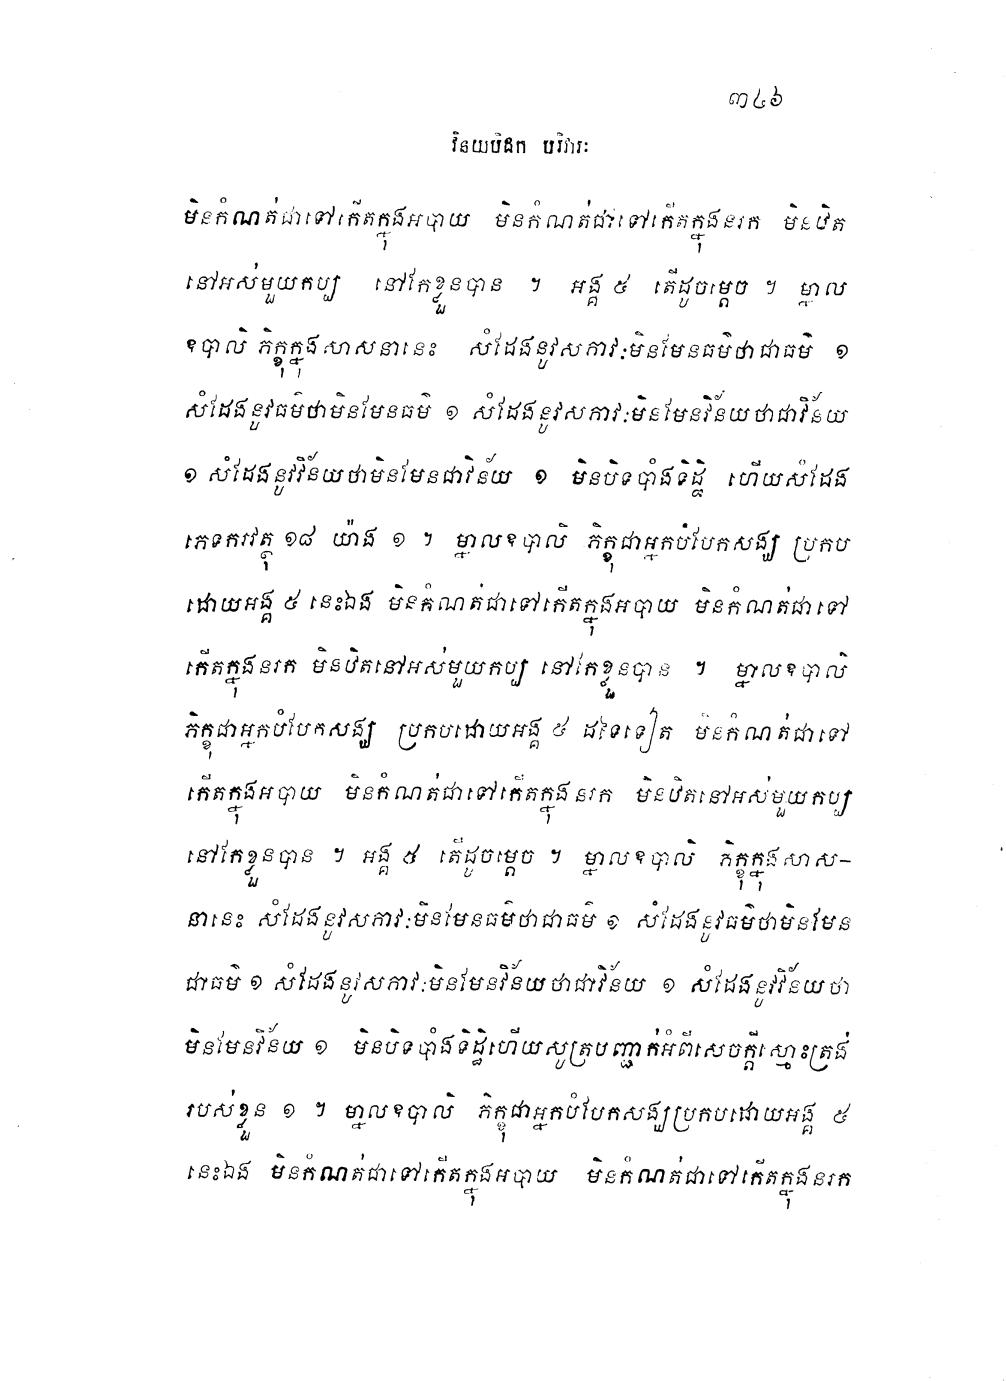 ៣៤៦
វិនយបិដក បរិវារៈ
មិនកំណត់ជាទៅកើតក្នុងអបាយ មិនកំណត់ជាទៅកើតក្នុងនរក មិនឋិត
នៅអស់មួយកប្ប នៅកែខ្លួនបាន ។ អង្គ ៥ តើដូចម្តេច ។ ម្នាល
ឧបាលិ ភិក្ខុក្នុងសាសនានេះ សំដែងនូវសភាវៈមិនមែនធម៌ថាជាធម៌ ១
សំដែងនូវធម៌ថាមិនមែនធម៌ ១ សំដែងនូវសភាវៈមិនមែនវិន័យថាជាវិន័យ
១ សំដែងនូវវិន័យថាមិនមែនជាវិន័យ ១ មិនបិទបាំងទិដ្ឋិ ហើយសំដែង
ភេទករវត្ថុ ១៨ យ៉ាង ១ ។ ម្នាលឧបាលិ ភិក្ខុជាអ្នកបំបែកសង្ឃ ប្រកប
ដោយអង្គ ៥ នេះឯង មិនកំណត់ជាទៅកើតក្នុងអបាយ មិនកំណត់ជាទៅ
កើតក្នុងនរក មិនឋិតនៅអស់មួយកប្ប នៅកែខ្លួនបាន ។ ម្នាលឧបាលិ
ភិក្ខុជាអ្នកបំបែកសង្ឃ ប្រកបដោយអង្គ ៥ ដទៃទៀត មិនកំណត់ជាទៅ
កើតក្នុងអបាយ មិនកំណត់ជាទៅកើតក្នុងនរក មិនឋិតនៅអស់មួយកប្ប
នៅកែខ្លួនបាន ។ អង្គ ៥ តើដូចម្តេច ។ ម្នាលឧបាលិ ភិក្ខុក្នុងសាស-
នានេះ សំដែងនូវសភាវៈមិនមែនធម៌ថាជាធម៌ ១ សំដែងនូវធម៌ថាមិនមែន
ជាធម៌ ១ សំដែងនូវសភាវៈមិនមែនវិន័យថាជាវិន័យ ១ សំដែងនូវវិន័យថា
មិនមែនវិន័យ ១ មិនបិទបាំងទិដ្ឋិហើយសូត្របញ្ជាក់អំពីសេចក្តីស្មោះត្រង់
របស់ខ្លួន ១ ។ ម្នាលឧបាលិ ភិក្ខុជាអ្នកបំបែកសង្ឃប្រកបដោយអង្គ ៥
នេះឯង មិនកំណត់ជាទៅកើតក្នុងអបាយ មិនកំណត់ជាទៅកើតក្នុងនរក